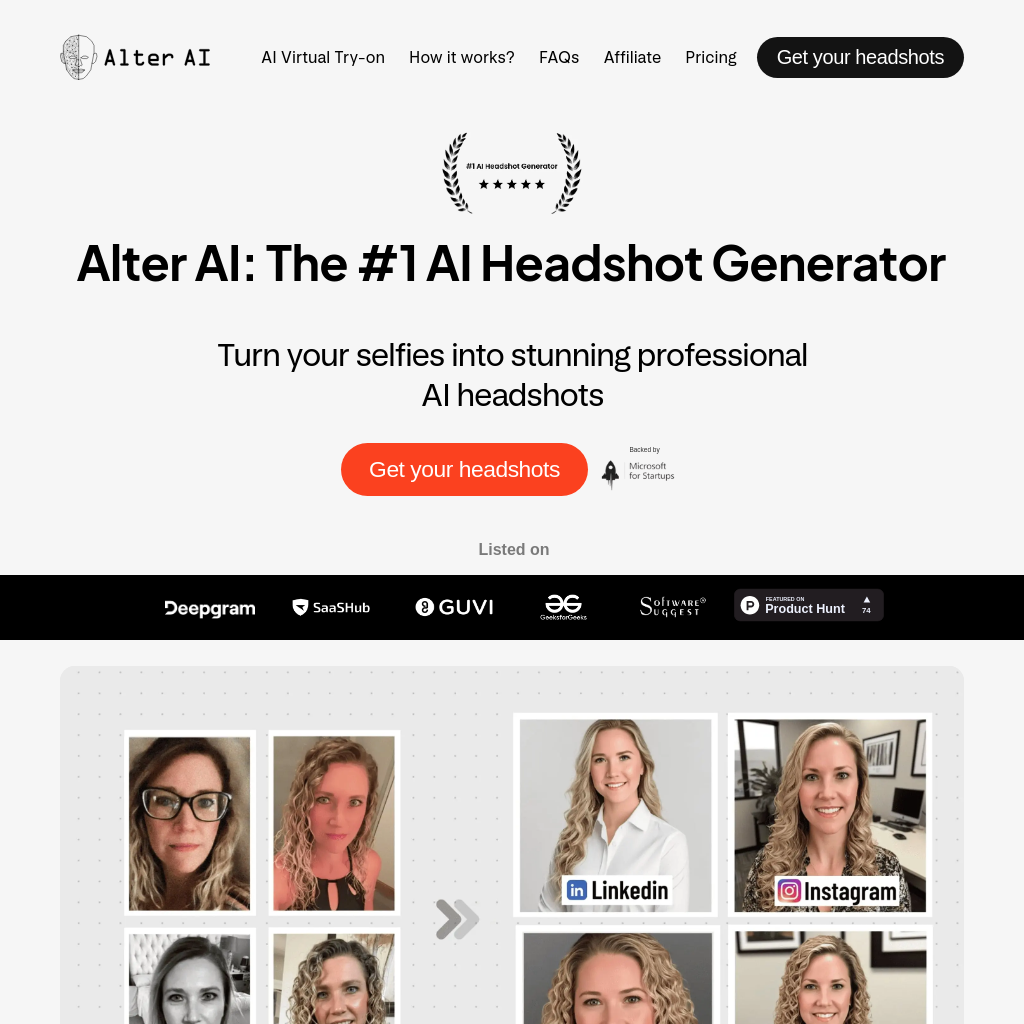 Alter AI
AI Virtual Try-on
How it works?
FAQs
Affiliate
Pricing
Get your headshots
#1 AI Headshot Generator
Alter AI: The #1 AI Headshot Generator
Turn your selfies into stunning professional
AI headshots
Get your headshots
Backed by
Microsoft
for Startups
Listed on
Deepgram
SaaSHub
GUVI
GeeksforGeeks
Software
Suggest
FEATURED ON
Product Hunt
74
in Linkedin
Instagram